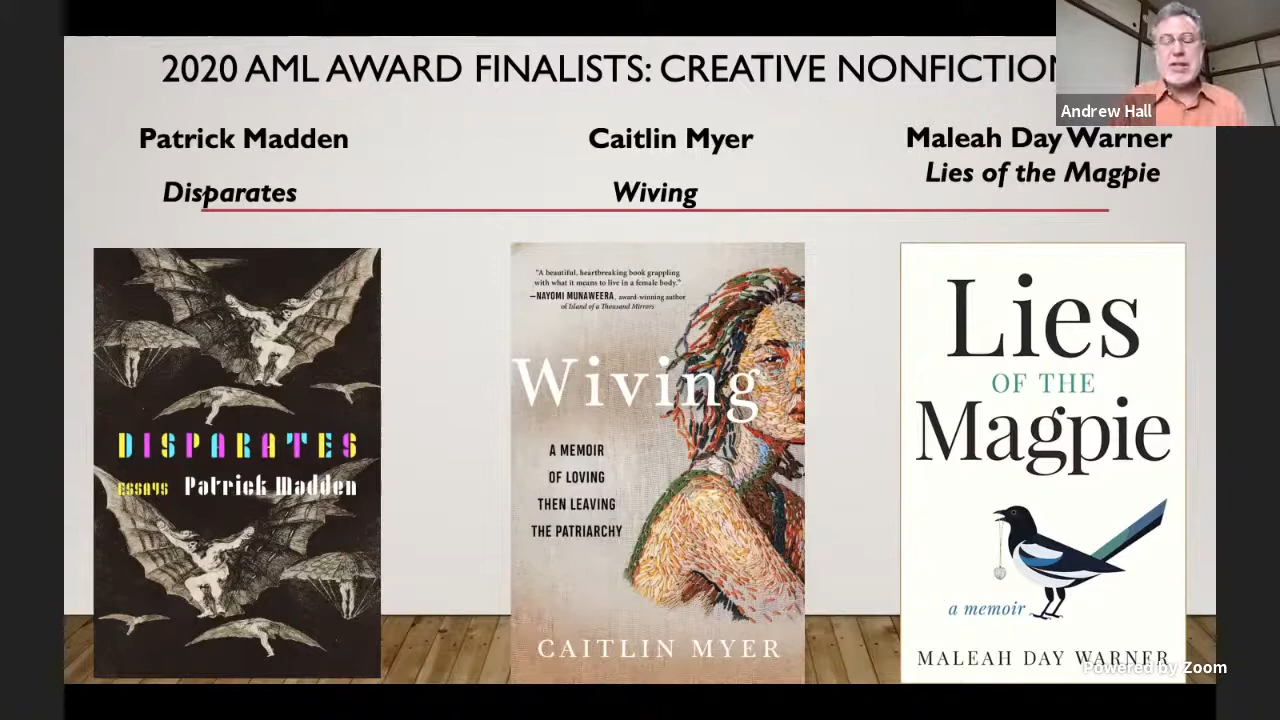 2020 AML AWARD FINALISTS: CREATIVE NONFICTION
Andrew Hall
Patrick Madden
Disparates
Caitlin Myer
Wiving
Maleah Day Warner
Lies of the Magpie
DISPARATES
ESSAYS Patrick Madden
"A beautiful, heartbreaking book grappling
with what it means to live in a female body."
—NAYOMI MUNAWEERA, award-winning author
of Island of a Thousand Mirrors
Wiving
A MEMOIR
OF LOVING
THEN LEAVING
THE PATRIARCHY
CAITLIN MYER
Lies
OF THE
Magpie
a memoir
MALEAH DAY WARNER
Powered by Zoom